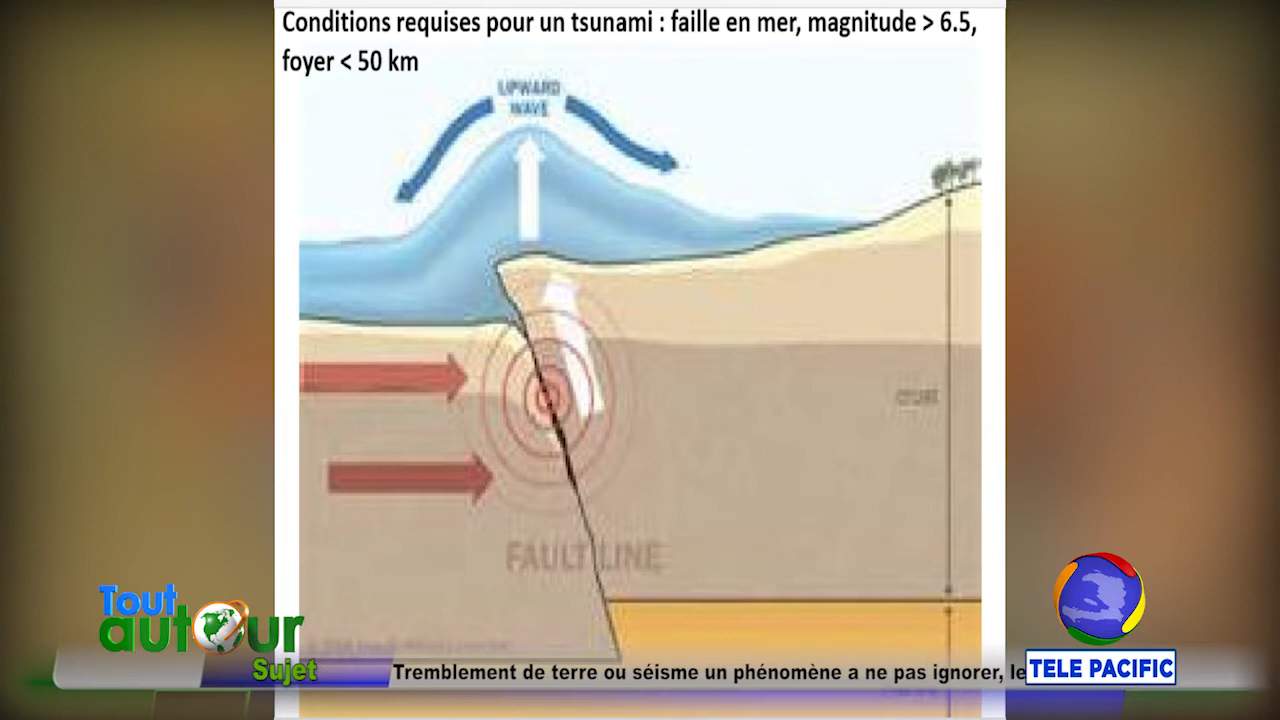 Conditions requises pour un tsunami : faille en mer, magnitude > 6.5,
foyer < 50 km
UPWARD
WAVE
FAULT LINE
Tout
autour
Sujet
Tremblement de terre ou séisme un phénomène a ne pas ignorer, le
TELE PACIFIC